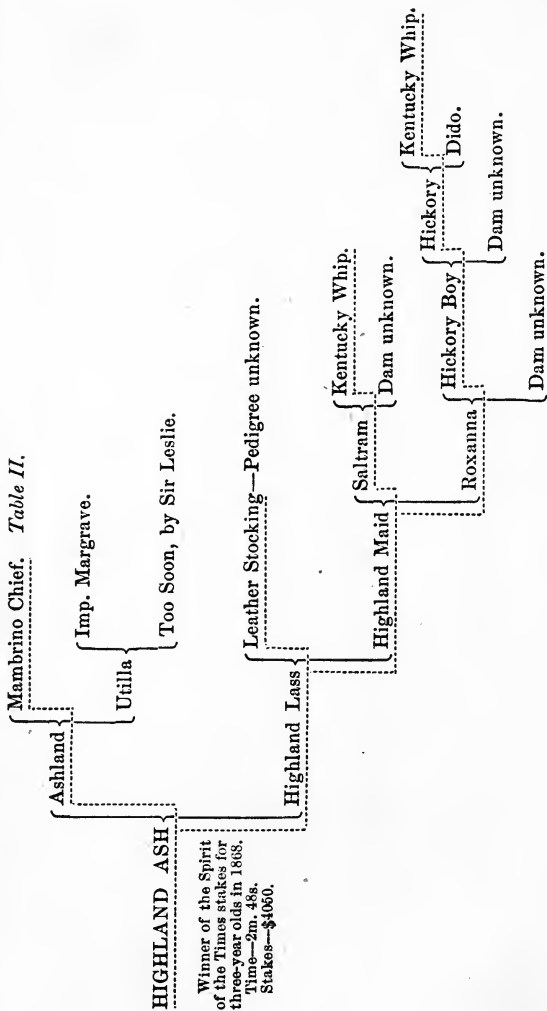 Mambrino Chief. Table II.
Ashland
Imp. Margrave.
Utilla
Too Soon, by Sir Leslie.
HIGHLAND ASH
Winner of the Spirit
of the Times stakes for
three-year olds in 1868.
Time—2m. 48s.
Stakes—$4050.
Leather Stocking—Pedigree unknown.
Highland Lass
Kentucky Whip.
Saltram
Dam unknown.
Highland Maid
Kentucky Whip.
Hickory
Dido.
Hickory Boy
Dam unknown.
Roxanna
Dam unknown.